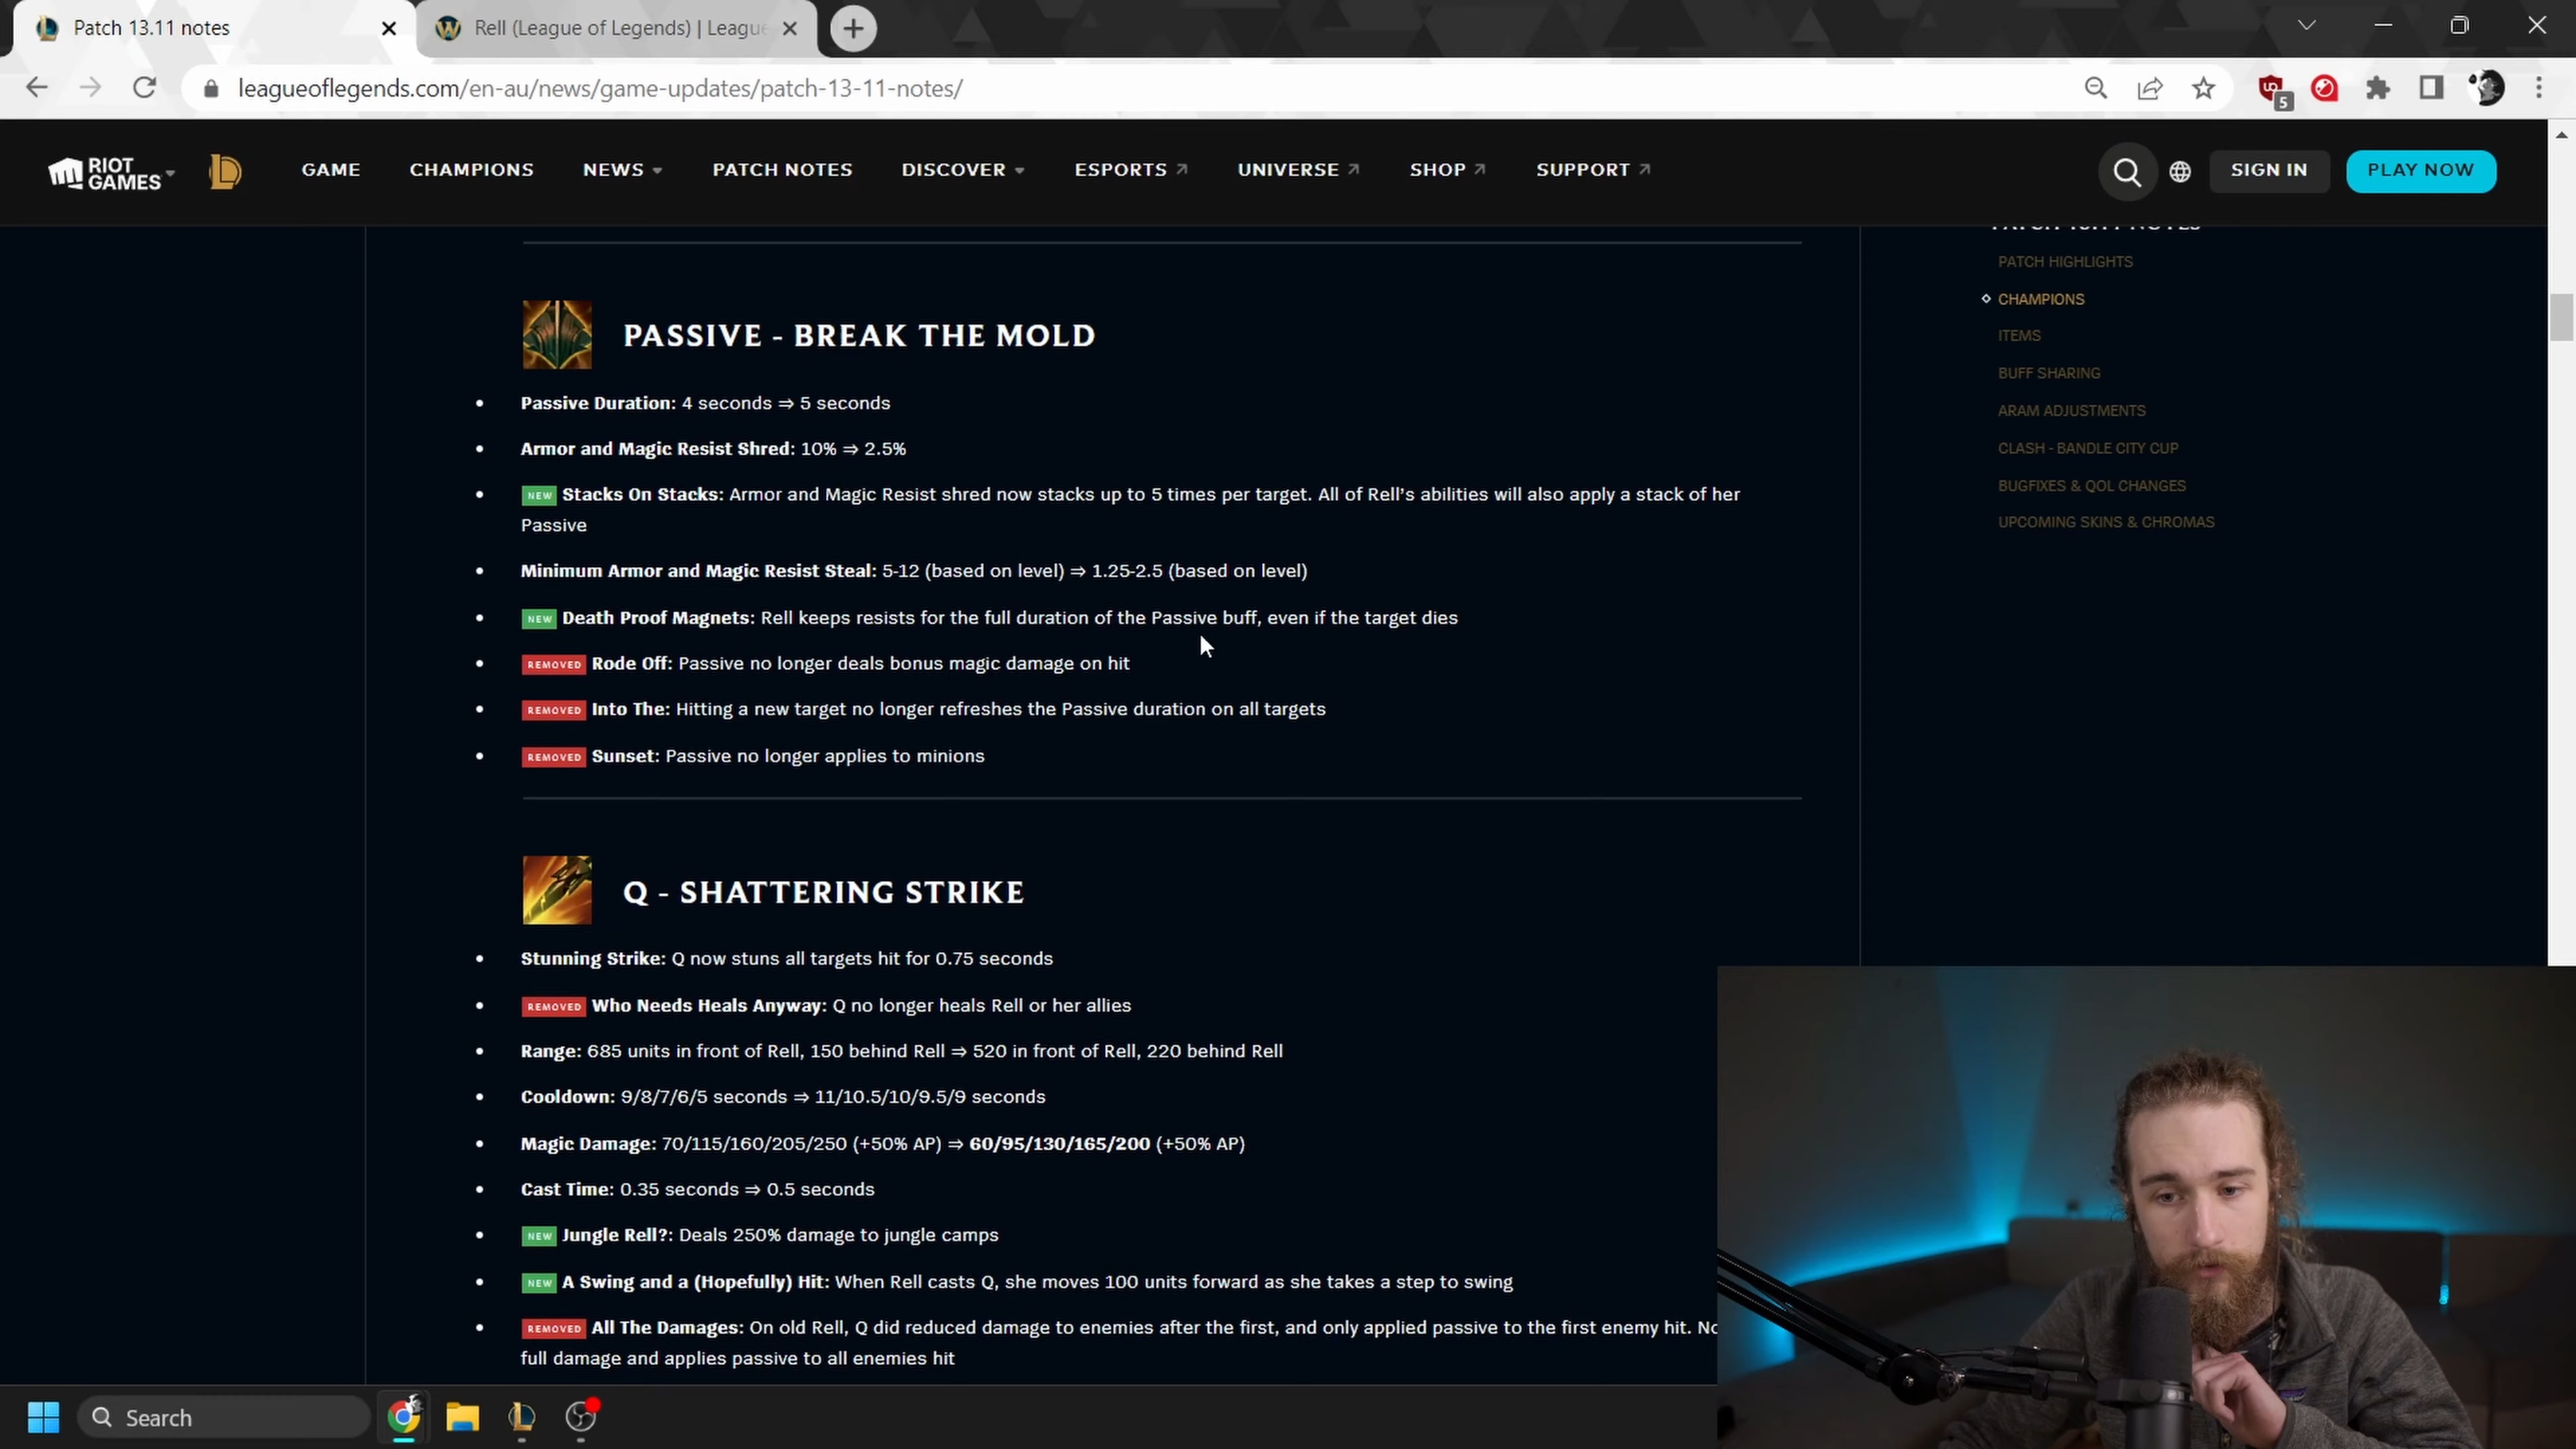 Patch 13.11 notes
Rell (League of Legends) | League
leagueoflegends.com/en-au/news/game-updates/patch-13-11-notes/
5
RIOT GAMES
GAME CHAMPIONS NEWS PATCH NOTES DISCOVER ESPORTS UNIVERSE SHOP SUPPORT
SIGN IN PLAY NOW
PATCH 13.11 NOTES
PATCH HIGHLIGHTS
CHAMPIONS
ITEMS
BUFF SHARING
ARAM ADJUSTMENTS
CLASH - BANDLE CITY CUP
BUGFIXES & QOL CHANGES
UPCOMING SKINS & CHROMAS
PASSIVE - BREAK THE MOLD
Passive Duration: 4 seconds ⇒ 5 seconds
Armor and Magic Resist Shred: 10% ⇒ 2.5%
NEW Stacks On Stacks: Armor and Magic Resist shred now stacks up to 5 times per target. All of Rell's abilities will also apply a stack of her
Passive
Minimum Armor and Magic Resist Steal: 5-12 (based on level) ⇒ 1.25-2.5 (based on level)
NEW Death Proof Magnets: Rell keeps resists for the full duration of the Passive buff, even if the target dies
REMOVED Rode Off: Passive no longer deals bonus magic damage on hit
REMOVED Into The: Hitting a new target no longer refreshes the Passive duration on all targets
REMOVED Sunset: Passive no longer applies to minions
Q - SHATTERING STRIKE
Stunning Strike: Q now stuns all targets hit for 0.75 seconds
REMOVED Who Needs Heals Anyway: Q no longer heals Rell or her allies
Range: 685 units in front of Rell, 150 behind Rell ⇒ 520 in front of Rell, 220 behind Rell
Cooldown: 9/8/7/6/5 seconds ⇒ 11/10.5/10/9.5/9 seconds
Magic Damage: 70/115/160/205/250 (+50% AP) ⇒ 60/95/130/165/200 (+50% AP)
Cast Time: 0.35 seconds ⇒ 0.5 seconds
NEW Jungle Rell?: Deals 250% damage to jungle camps
NEW A Swing and a (Hopefully) Hit: When Rell casts Q, she moves 100 units forward as she takes a step to swing
REMOVED All The Damages: On old Rell, Q did reduced damage to enemies after the first, and only applied passive to the first enemy hit.
full damage and applies passive to all enemies hit
Search